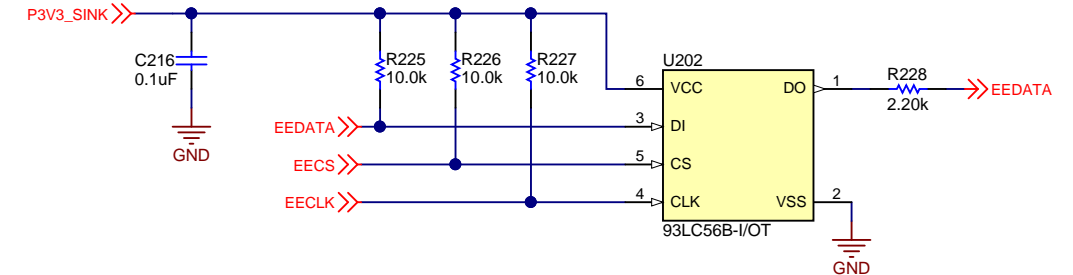 P3V3_SINK
C216
0.1uF
GND
R225
10.0k
R226
10.0k
R227
10.0k
EEDATA
EECS
EECLK
U202
6
VCC
DO
1
3
DI
5
CS
4
CLK
VSS
2
93LC56B-I/OT
R228
2.20k
EEDATA
GND